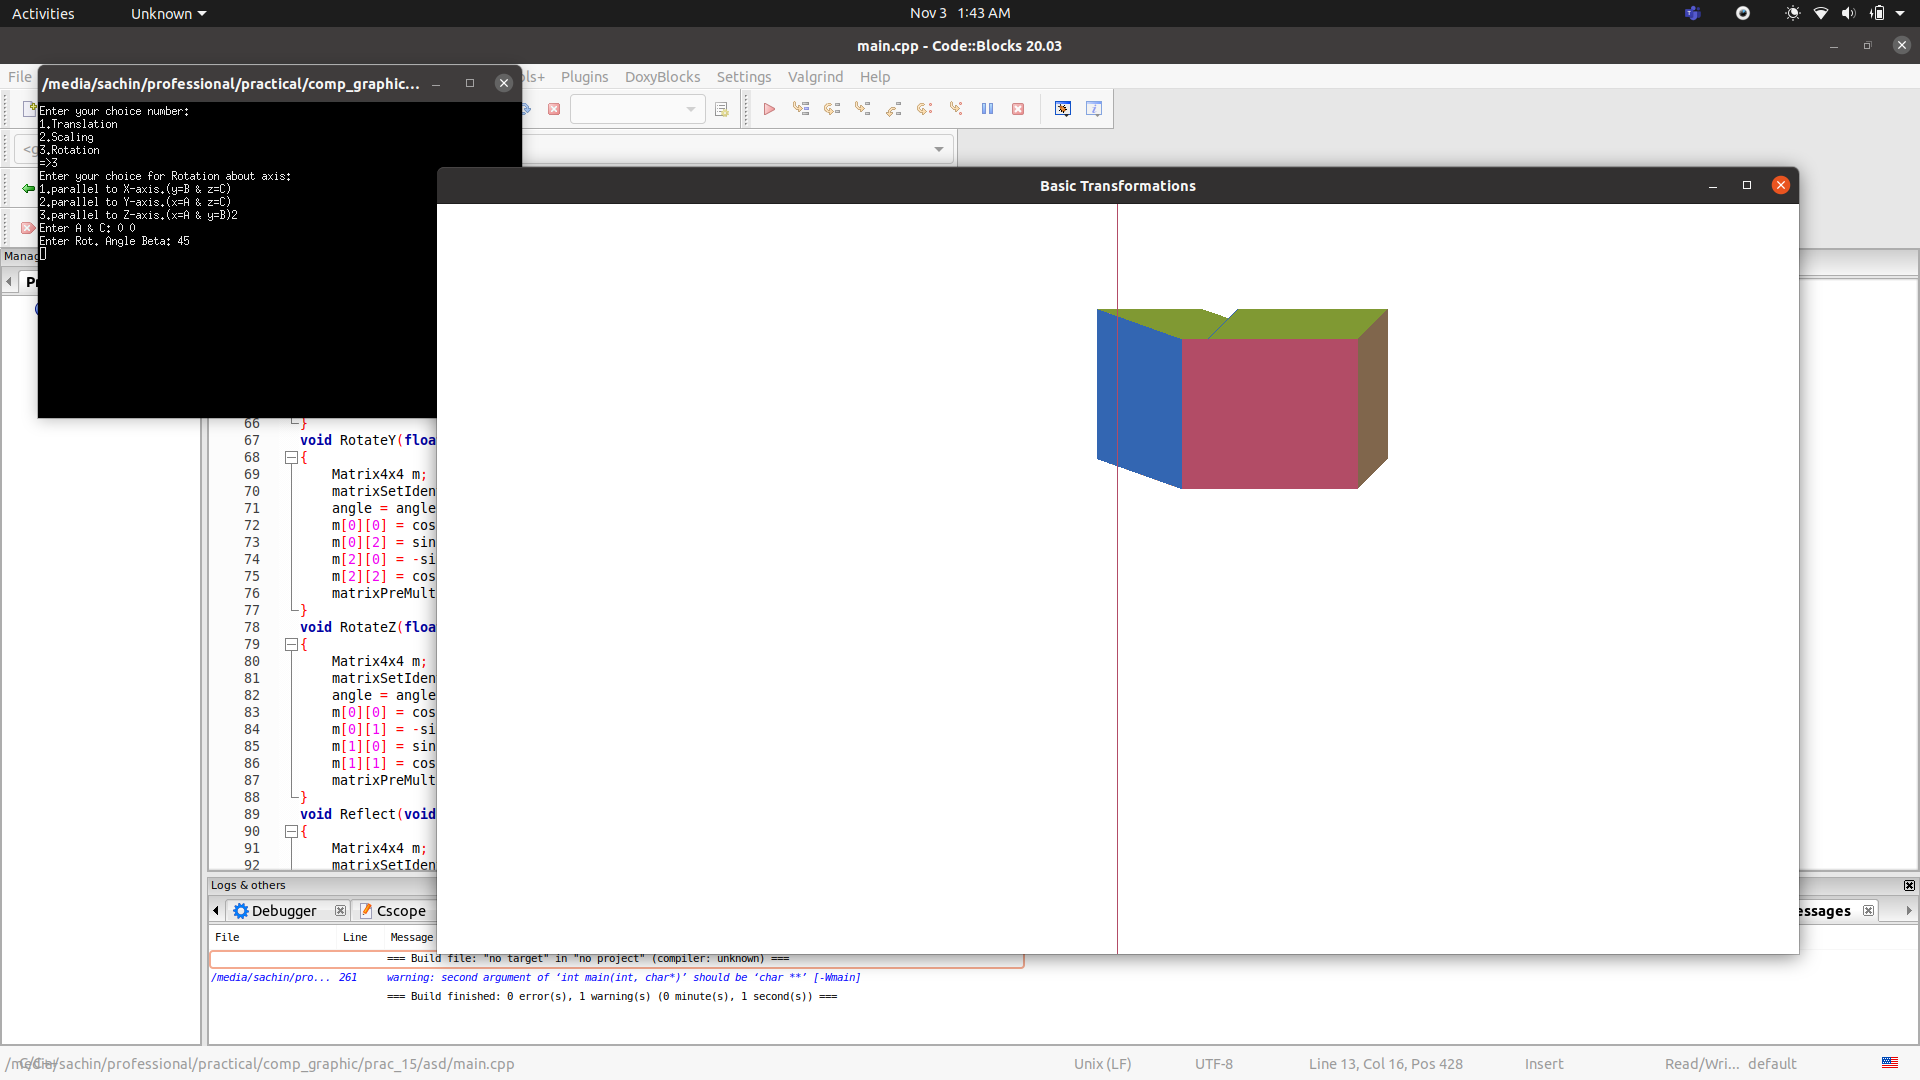 Activities
Unknown
Nov 3 1:43 AM
main.cpp - Code::Blocks 20.03
File
ols+ Plugins DoxyBlocks Settings Valgrind Help
/media/sachin/professional/practical/comp_graphic...
Enter your choice number:
1.Translation
2.Scaling
3.Rotation
=>3
Enter your choice for Rotation about axis:
1.parallel to X-axis.(y=B & z=C)
2.parallel to Y-axis.(x=A & z=C)
3.parallel to Z-axis.(x=A & y=B)2
Enter A & C: 0 0
Enter Rot. Angle Beta: 45
Basic Transformations
<g
Manag
Pr
66 }
67 void RotateY(floa
68 {
69 Matrix4x4 m;
70 matrixSetIden
71 angle = angle
72 m[0][0] = cos
73 m[0][2] = sin
74 m[2][0] = -si
75 m[2][2] = cos
76 matrixPreMult
77 }
78 void RotateZ(floa
79 {
80 Matrix4x4 m;
81 matrixSetIden
82 angle = angle
83 m[0][0] = cos
84 m[0][1] = -si
85 m[1][0] = sin
86 m[1][1] = cos
87 matrixPreMult
88 }
89 void Reflect(void
90 {
91 Matrix4x4 m;
92 matrixSetIden
Logs & others
Debugger Cscope essages
File Line Message
=== Build file: "no target" in "no project" (compiler: unknown) ===
/media/sachin/pro... 261 warning: second argument of ‘int main(int, char*)’ should be ‘char **’ [-Wmain]
=== Build finished: 0 error(s), 1 warning(s) (0 minute(s), 1 second(s)) ===
/media/sachin/professional/practical/comp_graphic/prac_15/asd/main.cpp
Unix (LF) UTF-8 Line 13, Col 16, Pos 428 Insert Read/Wri... default